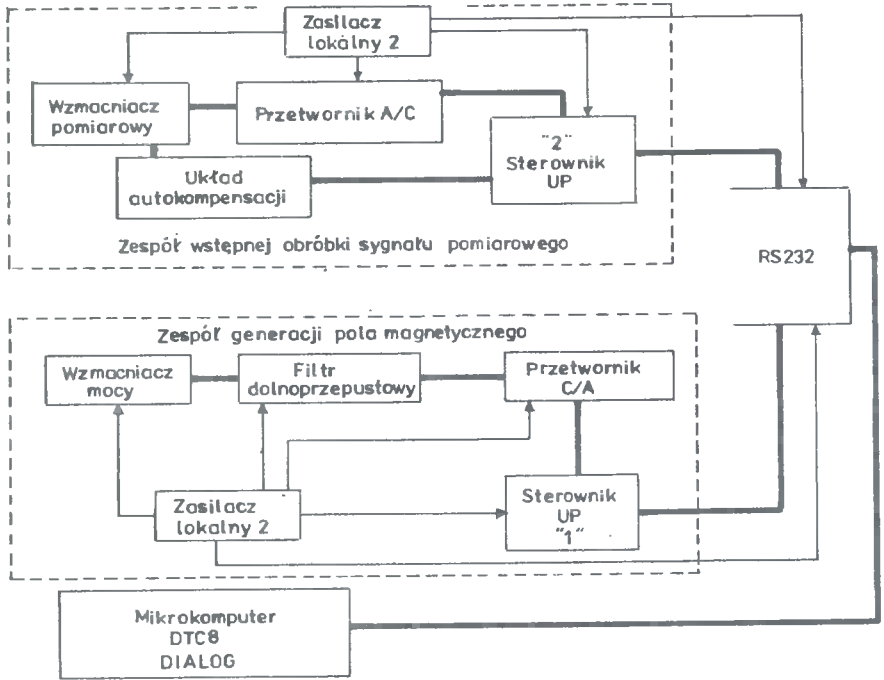 Zasilacz
lokalny 2
Wzmacniacz
pomiarowy
Przetwornik A/C
"2"
Sterownik
UP
Układ
autokompensacji
Zespół wstępnej obróbki sygnału pomiarowego
RS232
Zespół generacji pola magnetycznego
Wzmacniacz
mocy
Filtr
dolnoprzepustowy
Przetwornik
C/A
Zasilacz
lokalny 2
Sterownik
UP
"1"
Mikrokomputer
DTC8
DIALOG